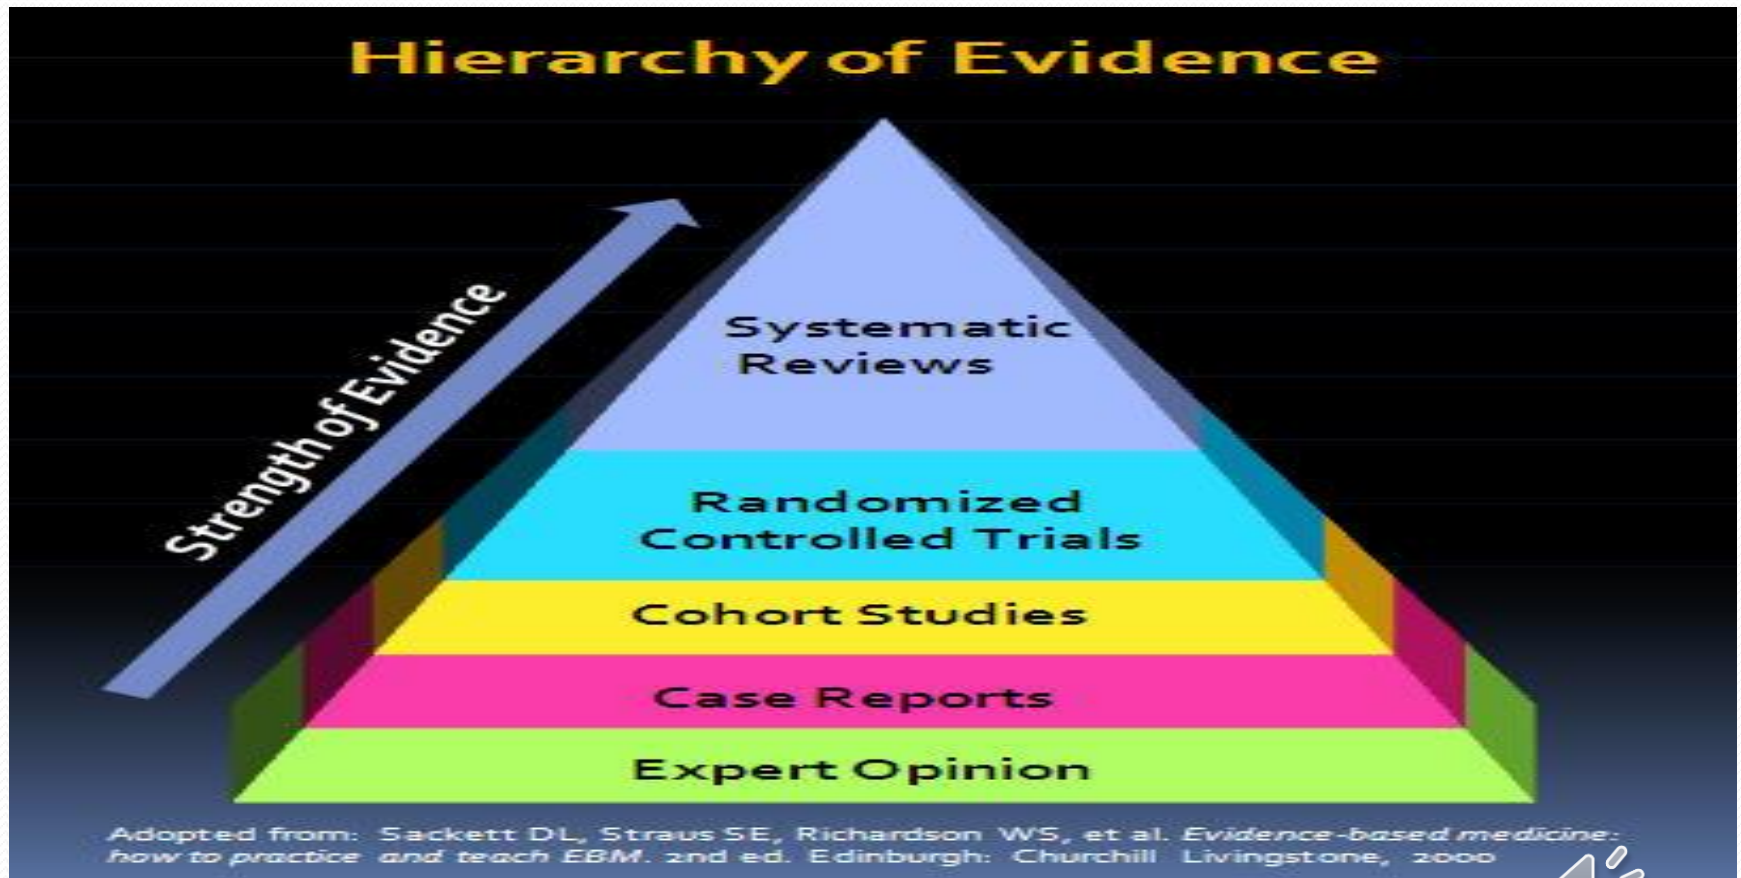 Hierarchy of Evidence
Strength of Evidence
Systematic
Reviews
Randomized
Controlled Trials
Cohort Studies
Case Reports
Expert Opinion
Adopted from: Sackett DL, Straus SE, Richardson WS, et al. Evidence-based medicine:
how to practice and teach EBM. 2nd ed. Edinburgh: Churchill Livingstone, 2000